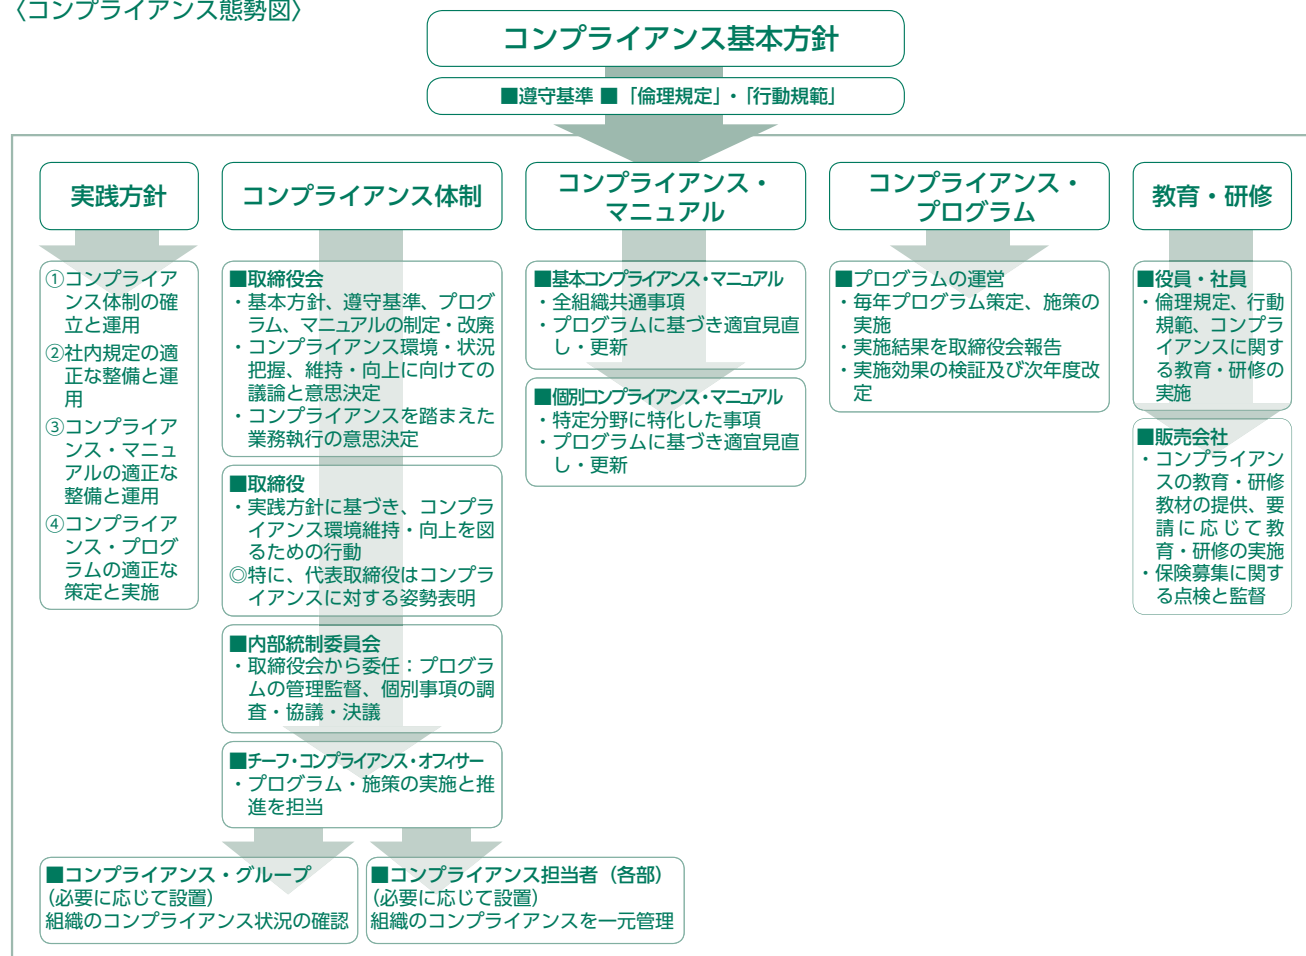 〈コンプライアンス態勢図〉
コンプライアンス基本方針
■遵守基準 ■「倫理規定」・「行動規範」
実践方針
①コンプライア
ンス体制の確
立と運用
②社内規定の適
正な整備と運
用
③コンプライア
ンス・マニュ
アルの適正な
整備と運用
④コンプライア
ンス・プログ
ラムの適正な
策定と実施
コンプライアンス体制
■取締役会
・基本方針、遵守基準、プログ
ラム、マニュアルの制定・改廃
・コンプライアンス環境・状況
把握、維持・向上に向けての
議論と意思決定
・コンプライアンスを踏まえた
業務執行の意思決定
■取締役
・実践方針に基づき、コンプラ
イアンス環境維持・向上を図
るための行動
◎特に、代表取締役はコンプラ
イアンスに対する姿勢表明
■内部統制委員会
・取締役会から委任：プログラ
ムの管理監督、個別事項の調
査・協議・決議
■チーフ・コンプライアンス・オフィサー
・プログラム・施策の実施と推
進を担当
■コンプライアンス・グループ
（必要に応じて設置）
組織のコンプライアンス状況の確認
■コンプライアンス担当者（各部）
（必要に応じて設置）
組織のコンプライアンスを一元管理
コンプライアンス・
マニュアル
■基本コンプライアンス・マニュアル
・全組織共通事項
・プログラムに基づき適宜見直
し・更新
■個別コンプライアンス・マニュアル
・特定分野に特化した事項
・プログラムに基づき適宜見直
し・更新
コンプライアンス・
プログラム
■プログラムの運営
・毎年プログラム策定、施策の
実施
・実施結果を取締役会報告
・実施効果の検証及び次年度改
定
教育・研修
■役員・社員
・倫理規定、行動
規範、コンプラ
イアンスに関す
る教育・研修の
実施
■販売会社
・コンプライアン
スの教育・研修
教材の提供、要
請に応じて教
育・研修の実施
・保険募集に関す
る点検と監督